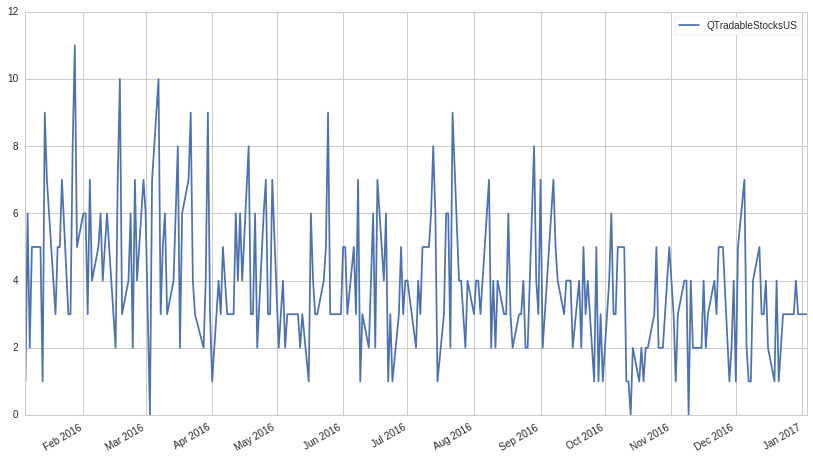 QTradableStocksUS
12
10
8
6
4
2
0
Feb 2016
Mar 2016
Apr 2016
May 2016
Jun 2016
Jul 2016
Aug 2016
Sep 2016
Oct 2016
Nov 2016
Dec 2016
Jan 2017